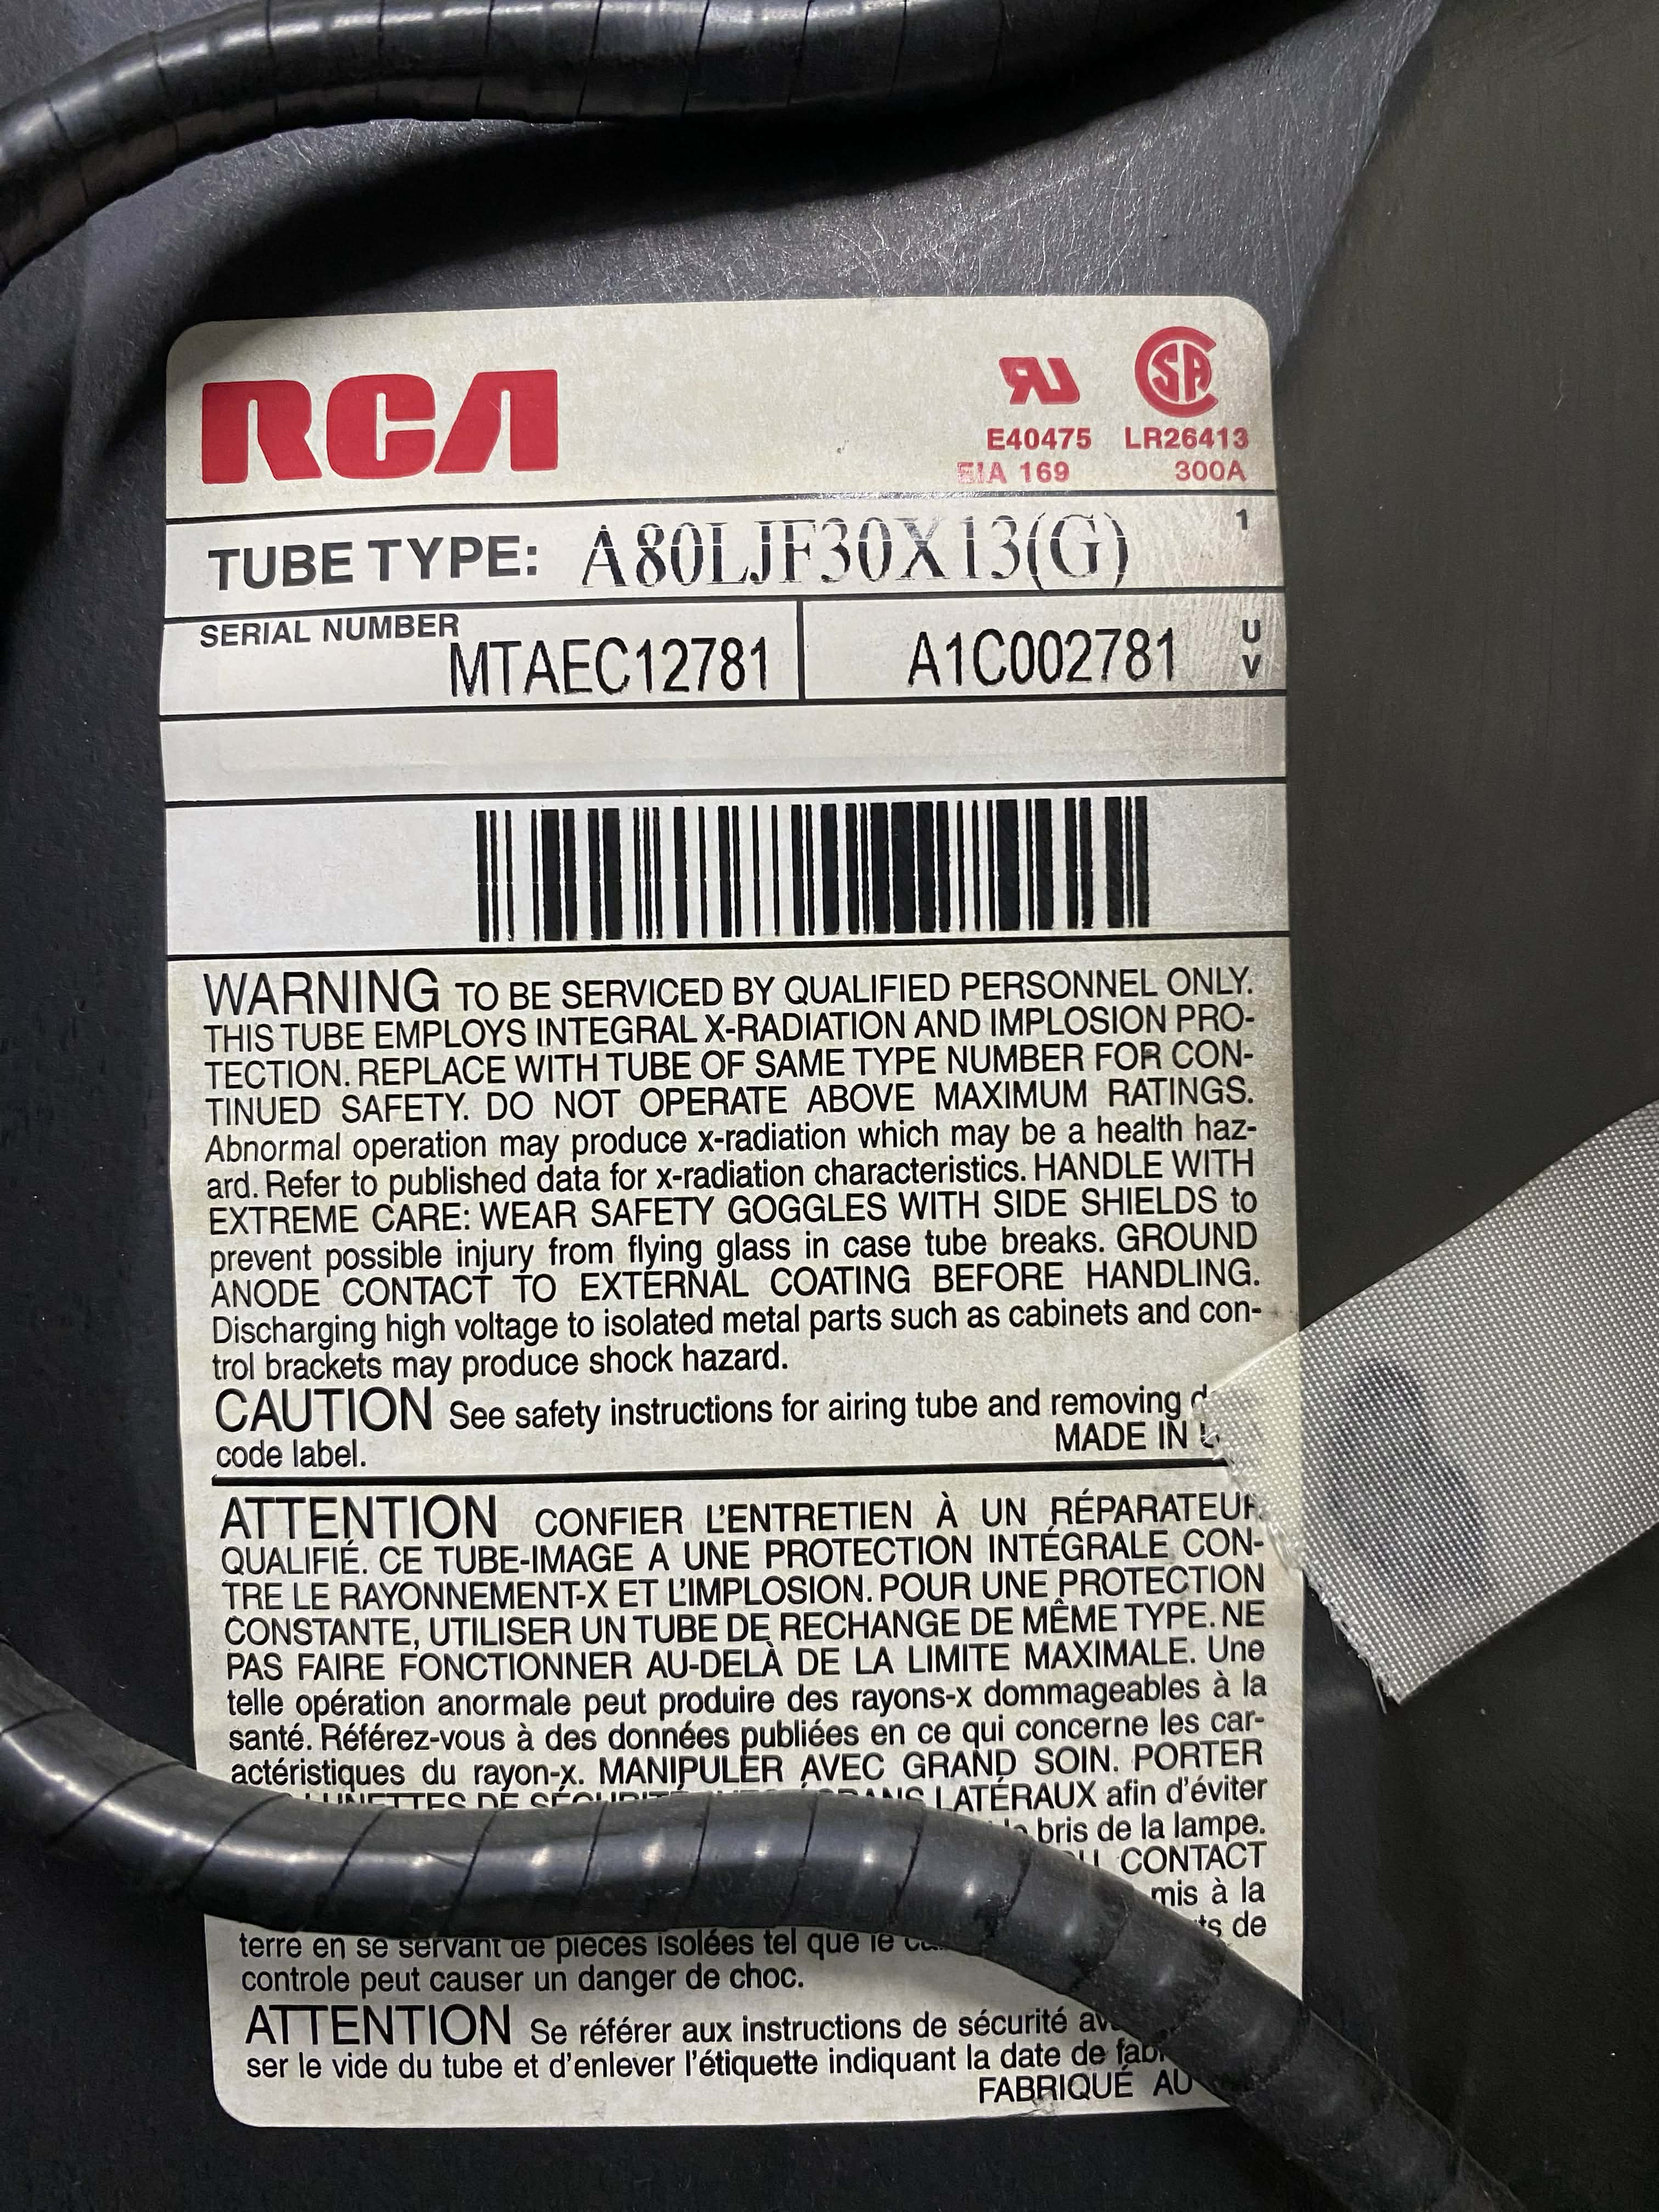 RCA
E40475 LR26413
EIA 169 300A
TUBE TYPE: A80LJF30X13(G) 1
SERIAL NUMBER
MTAEC12781 A1C002781 U
V
WARNING TO BE SERVICED BY QUALIFIED PERSONNEL ONLY.
THIS TUBE EMPLOYS INTEGRAL X-RADIATION AND IMPLOSION PRO-
TECTION. REPLACE WITH TUBE OF SAME TYPE NUMBER FOR CON-
TINUED SAFETY. DO NOT OPERATE ABOVE MAXIMUM RATINGS.
Abnormal operation may produce x-radiation which may be a health haz-
ard. Refer to published data for x-radiation characteristics. HANDLE WITH
EXTREME CARE: WEAR SAFETY GOGGLES WITH SIDE SHIELDS to
prevent possible injury from flying glass in case tube breaks. GROUND
ANODE CONTACT TO EXTERNAL COATING BEFORE HANDLING.
Discharging high voltage to isolated metal parts such as cabinets and con-
trol brackets may produce shock hazard.
CAUTION See safety instructions for airing tube and removing
code label. MADE IN
ATTENTION CONFIER L'ENTRETIEN À UN RÉPARATEUR
QUALIFIÉ. CE TUBE-IMAGE A UNE PROTECTION INTÉGRALE CON-
TRE LE RAYONNEMENT-X ET L'IMPLOSION. POUR UNE PROTECTION
CONSTANTE, UTILISER UN TUBE DE RECHANGE DE MÊME TYPE. NE
PAS FAIRE FONCTIONNER AU-DELÀ DE LA LIMITE MAXIMALE. Une
telle opération anormale peut produire des rayons-x dommageables à la
santé. Référez-vous à des données publiées en ce qui concerne les car-
actéristiques du rayon-x. MANIPULER AVEC GRAND SOIN. PORTER
LUNETTES DE SÉCURITÉ LATÉRAUX afin d'éviter
bris de la lampe.
CONTACT
mis à la
de
terre en se servant de pièces isolées tel que le
controle peut causer un danger de choc.
ATTENTION Se référer aux instructions de sécurité
ser le vide du tube et d'enlever l'étiquette indiquant la date de
FABRIQUÉ AU